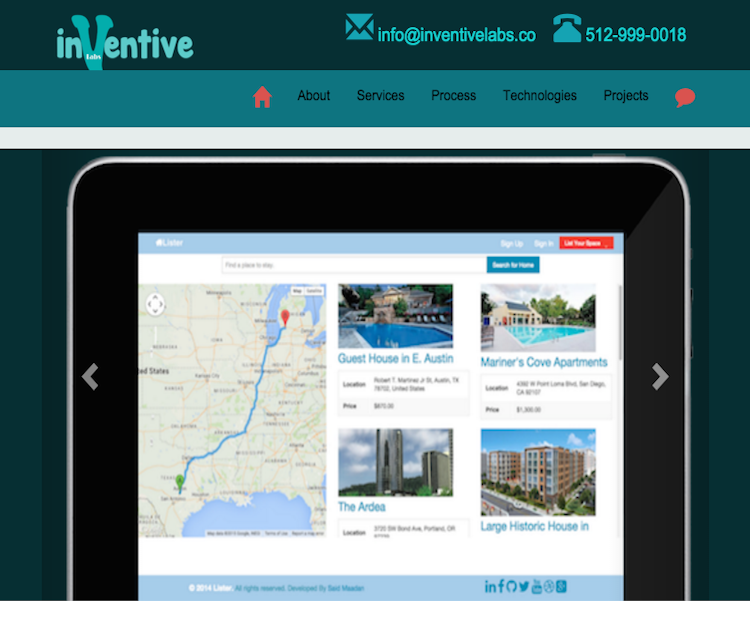 inVentive
Labs
info@inventivelabs.co
512-999-0018
About
Services
Process
Technologies
Projects
Lister
Sign Up
Sign In
List Your Space
Find a place to stay.
Search for Home
Map
Satellite
ed States
Guest House in E. Austin
Location
Robert T. Martinez Jr St, Austin, TX
78702, United States
Price
$870.00
Mariner's Cove Apartments
Location
4392 W Point Loma Blvd, San Diego,
CA 92107
Price
$1,300.00
The Ardea
Location
3720 SW Bond Ave, Portland, OR
Large Historic House in
© 2014 Lister. All rights reserved. Developed By Said Maadan